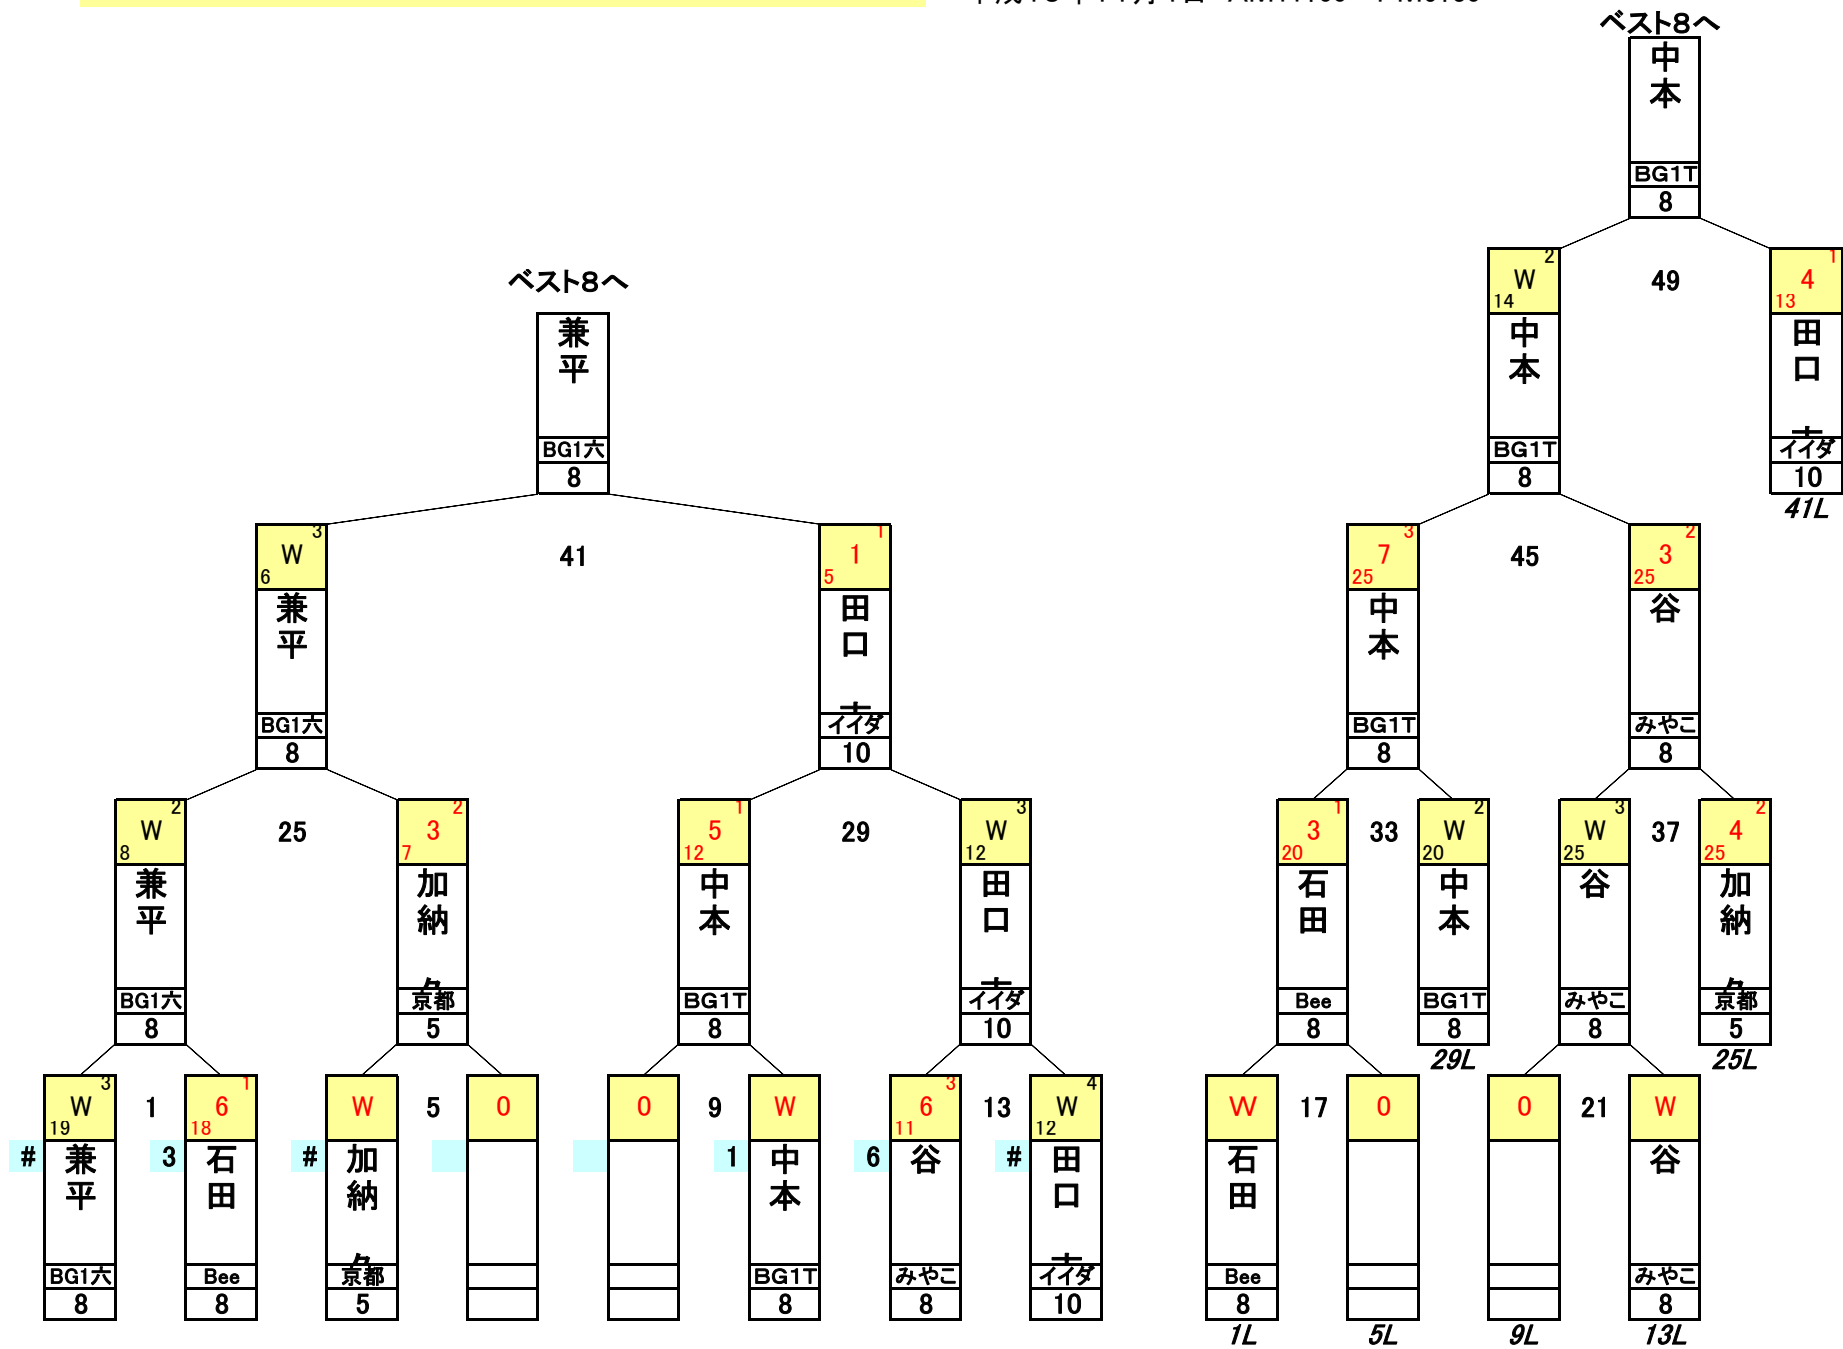 ベスト8へ
中本
BG1T
8
W 2 14
49
4 1 13
ベスト8へ
兼平
BG1六
8
中本
BG1T
8
田口
イイダ
10
41L
W 3 6
41
1 1 5
7 3 25
45
3 2 25
兼平
BG1六
8
田口
イイダ
10
中本
BG1T
8
谷
みやこ
8
W 2 8
25
3 2 7
5 1 12
29
W 3 12
3 1 20
33
W 2 20
W 3 25
37
4 2 25
兼平
BG1六
8
加納
京都
5
中本
BG1T
8
田口
イイダ
10
石田
Bee
8
中本
BG1T
8
29L
谷
みやこ
8
加納
京都
5
25L
W 3 19
1
6 1 18
W
5
0
0
9
W
6 3 11
13
W 4 12
W
17
0
0
21
W
# 兼平
BG1六
8
3 石田
Bee
8
# 加納
京都
5
1 中本
BG1T
8
6 谷
みやこ
8
# 田口
イイダ
10
石田
Bee
8
1L
5L
9L
谷
みやこ
8
13L